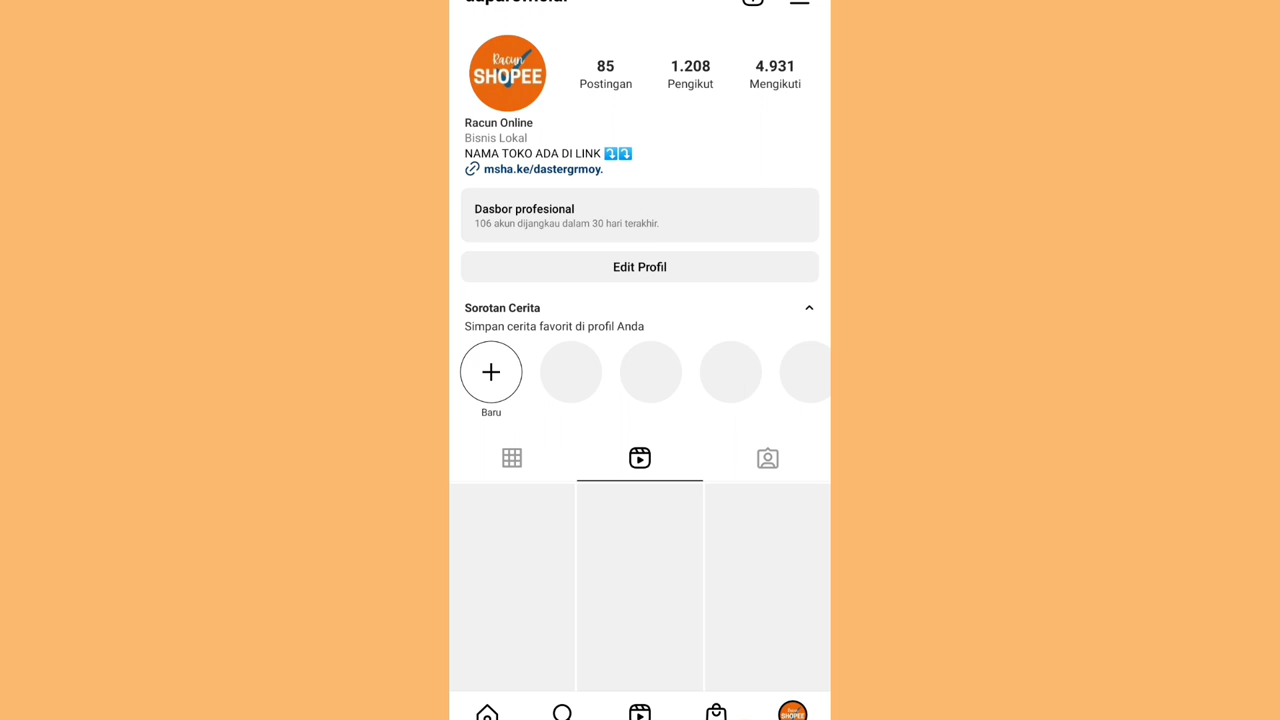 Racun
SHOPEE
85
Postingan
1.208
Pengikut
4.931
Mengikuti
Racun Online
Bisnis Lokal
NAMA TOKO ADA DI LINK
msha.ke/dastergrmoy.
Dasbor profesional
106 akun dijangkau dalam 30 hari terakhir.
Edit Profil
Sorotan Cerita
Simpan cerita favorit di profil Anda
Baru
SHOPEE